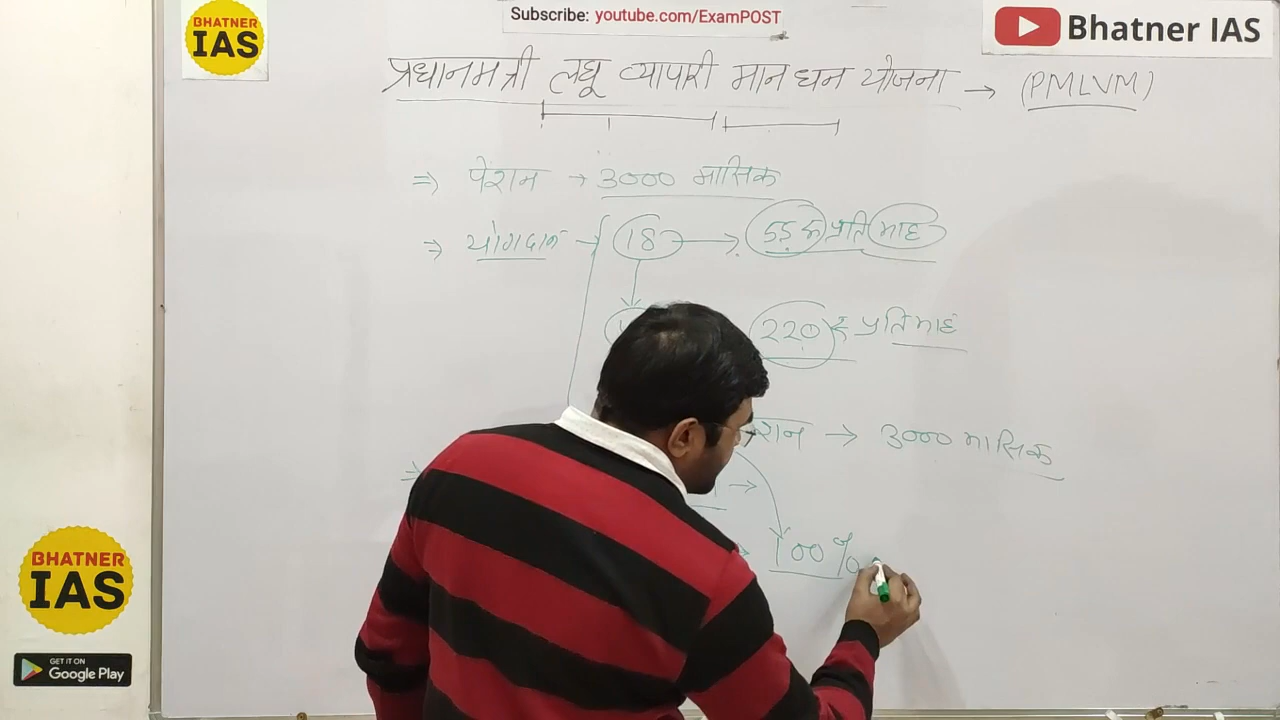 BHATNER
IAS
Subscribe: youtube.com/ExamPOST
Bhatner IAS
प्रधानमंत्री लघु व्यापारी मान धन योजना → (PMLVM)
⇒ पेंशन → 3000 मासिक
⇒ योगदान → 18 → 55 रु प्रति माह
220 रु प्रतिमाह
→ 3000 मासिक
100%
BHATNER
IAS
GET IT ON
Google Play